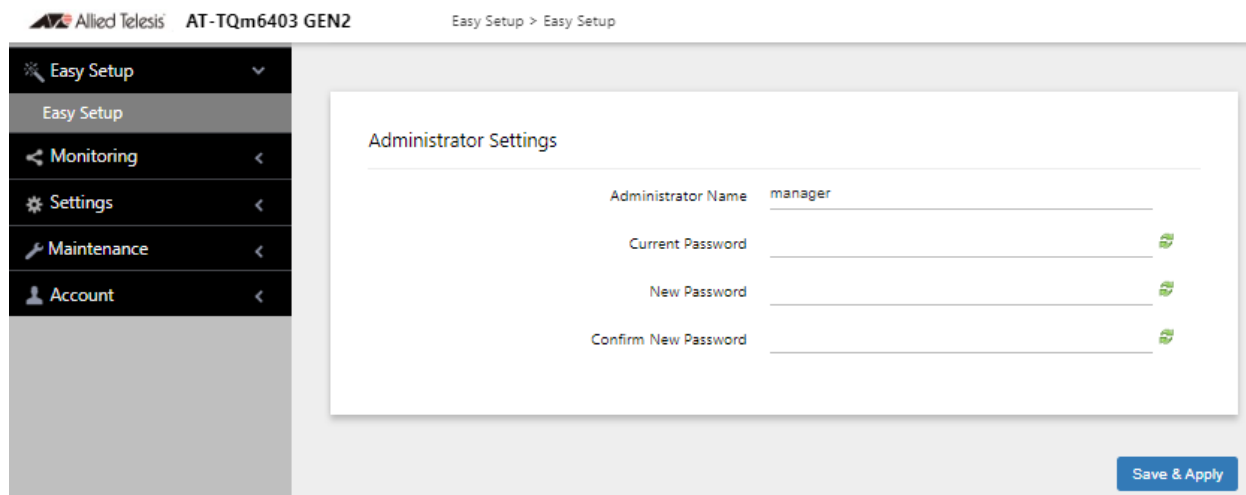 Allied Telesis AT-TQm6403 GEN2 Easy Setup > Easy Setup
Easy Setup
Easy Setup
Monitoring
Settings
Maintenance
Account
Administrator Settings
Administrator Name manager
Current Password
New Password
Confirm New Password
Save & Apply